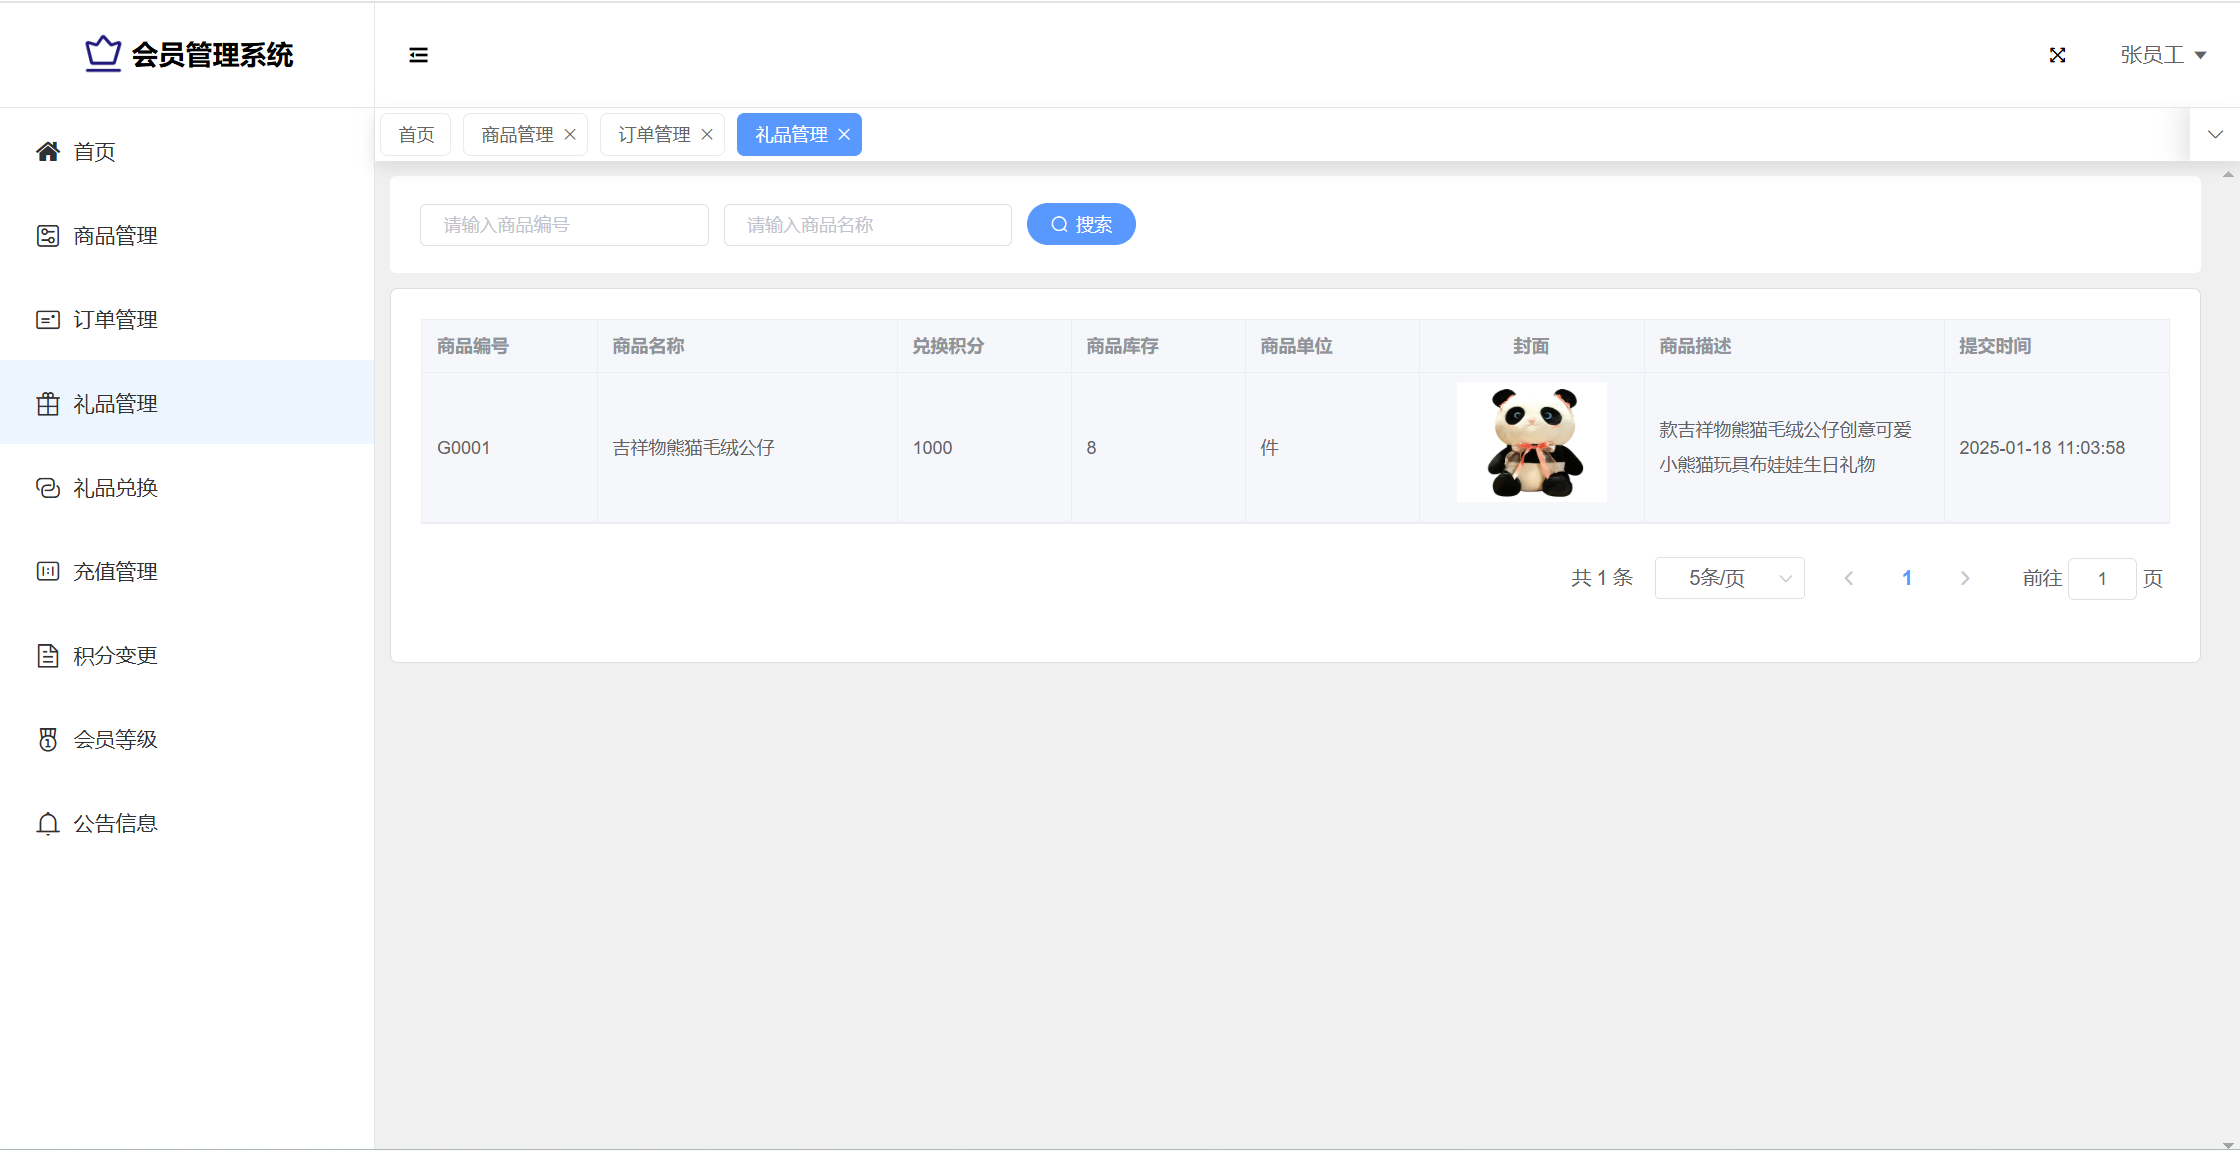 会员管理系统
张员工
首页
商品管理
订单管理
礼品管理
礼品兑换
充值管理
积分变更
会员等级
公告信息
首页 商品管理 订单管理 礼品管理
请输入商品编号 请输入商品名称 搜索
商品编号 商品名称 兑换积分 商品库存 商品单位 封面 商品描述 提交时间
G0001 吉祥物熊猫毛绒公仔 1000 8 件 款吉祥物熊猫毛绒公仔创意可爱 2025-01-18 11:03:58
小熊猫玩具布娃娃生日礼物
共 1 条 5条/页 1 前往 1 页